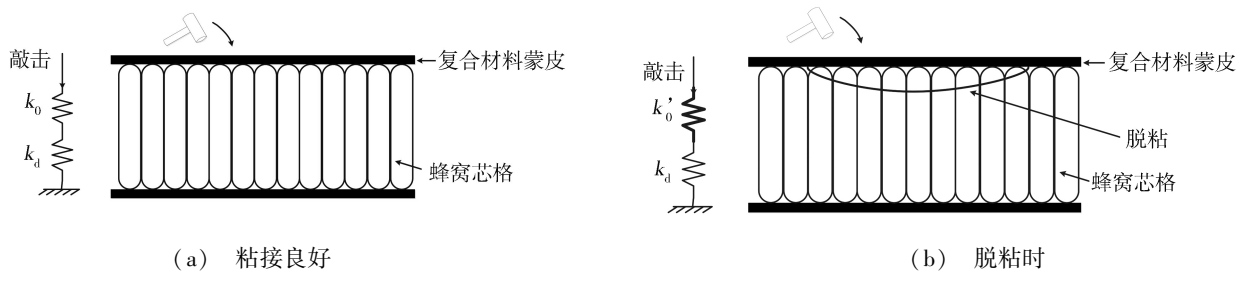 敲击
k0
kd
复合材料蒙皮
蜂窝芯格
(a) 粘接良好
敲击
k0'
kd
复合材料蒙皮
脱粘
蜂窝芯格
(b) 脱粘时